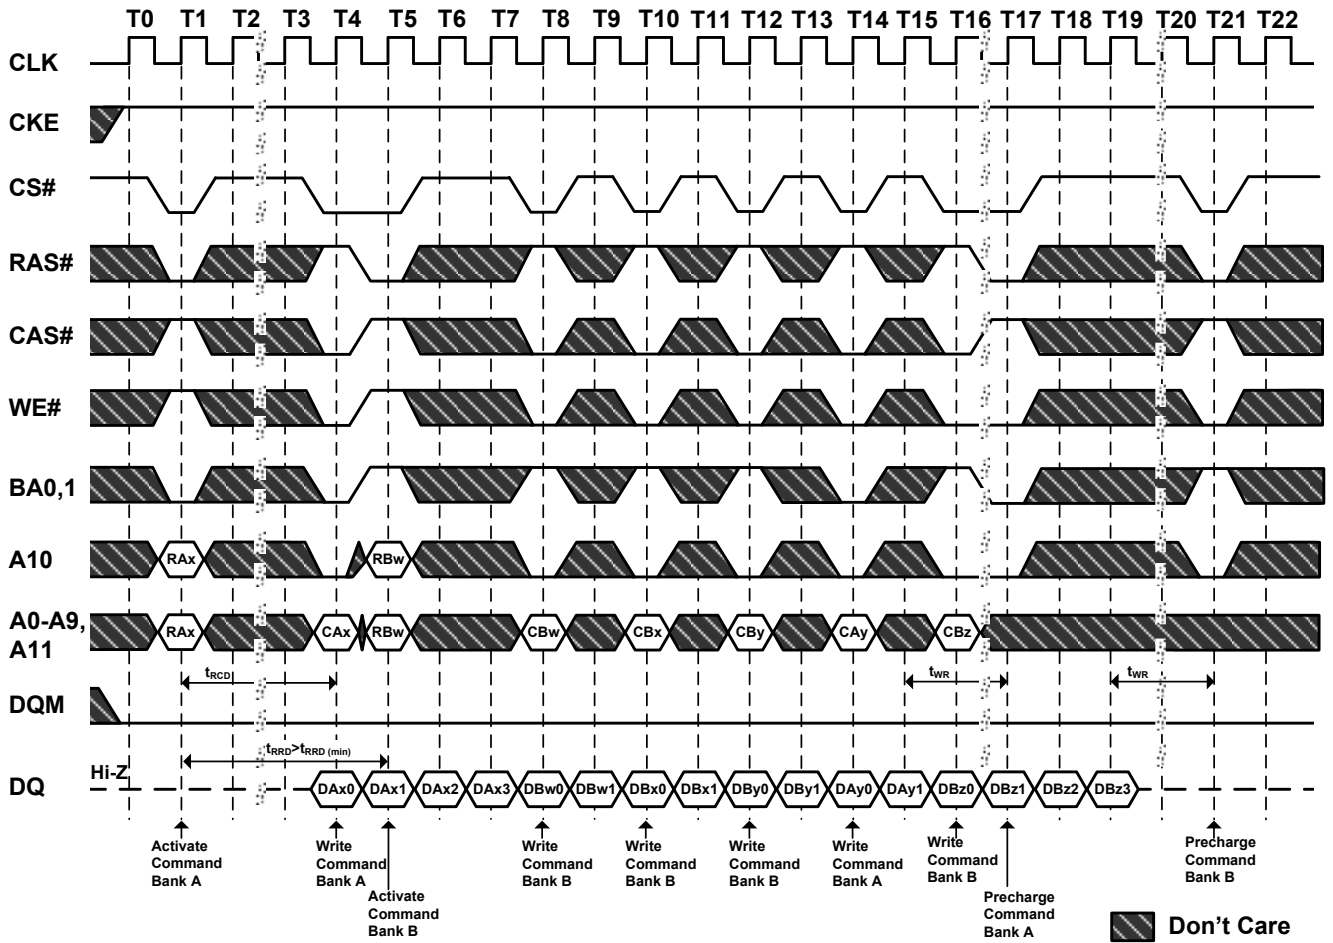 T0 T1 T2 T3 T4 T5 T6 T7 T8 T9 T10 T11 T12 T13 T14 T15 T16 T17 T18 T19 T20 T21 T22
CLK
CKE
CS#
RAS#
CAS#
WE#
BA0,1
A10 RAx RBw
A0-A9,
A11
RAx CAx RBw CBw CBx CBy CAy CBz
tRCD tWR tWR
DQM
tRRD>tRRD (min)
Hi-Z
DQ
DAx0 DAx1 DAx2 DAx3 DBw0 DBw1 DBx0 DBx1 DBy0 DBy1 DAy0 DAy1 DBz0 DBz1 DBz2 DBz3
Activate
Command
Bank A
Write
Command
Bank A
Activate
Command
Bank B
Write
Command
Bank B
Write
Command
Bank B
Write
Command
Bank B
Write
Command
Bank A
Write
Command
Bank B
Precharge
Command
Bank A
Precharge
Command
Bank B
Don't Care